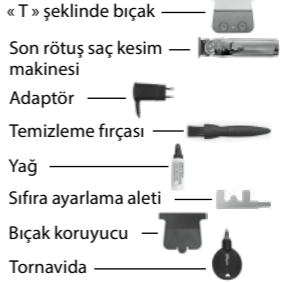 « T » şeklinde bıçak
Son rötuş saç kesim
makinesi
Adaptör
Temizleme fırçası
Yağ
Sıfıra ayarlama aleti
Bıçak koruyucu
Tornavida